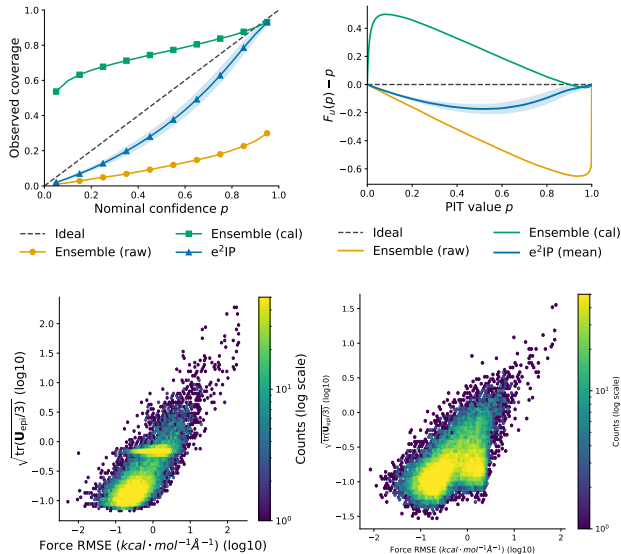 1.0
0.8
0.6
0.4
0.2
0.0
Observed coverage
0.0 0.2 0.4 0.6 0.8 1.0
Nominal confidence p
Ideal
Ensemble (raw)
Ensemble (cal)
e²IP
0.4
0.2
0.0
−0.2
−0.4
−0.6
F_u(p) − p
0.0 0.2 0.4 0.6 0.8 1.0
PIT value p
Ideal
Ensemble (raw)
Ensemble (cal)
e²IP (mean)
2.0
1.5
1.0
0.5
0.0
−0.5
−1.0
√tr(U_epi/3) (log10)
−2 −1 0 1 2
Force RMSE (kcal·mol⁻¹Å⁻¹) (log10)
10¹
10⁰
Counts (log scale)
1.5
1.0
0.5
0.0
−0.5
−1.0
−1.5
√tr(U_epi/3) (log10)
−2 −1 0 1 2
Force RMSE (kcal·mol⁻¹Å⁻¹) (log10)
10¹
10⁰
Counts (log scale)